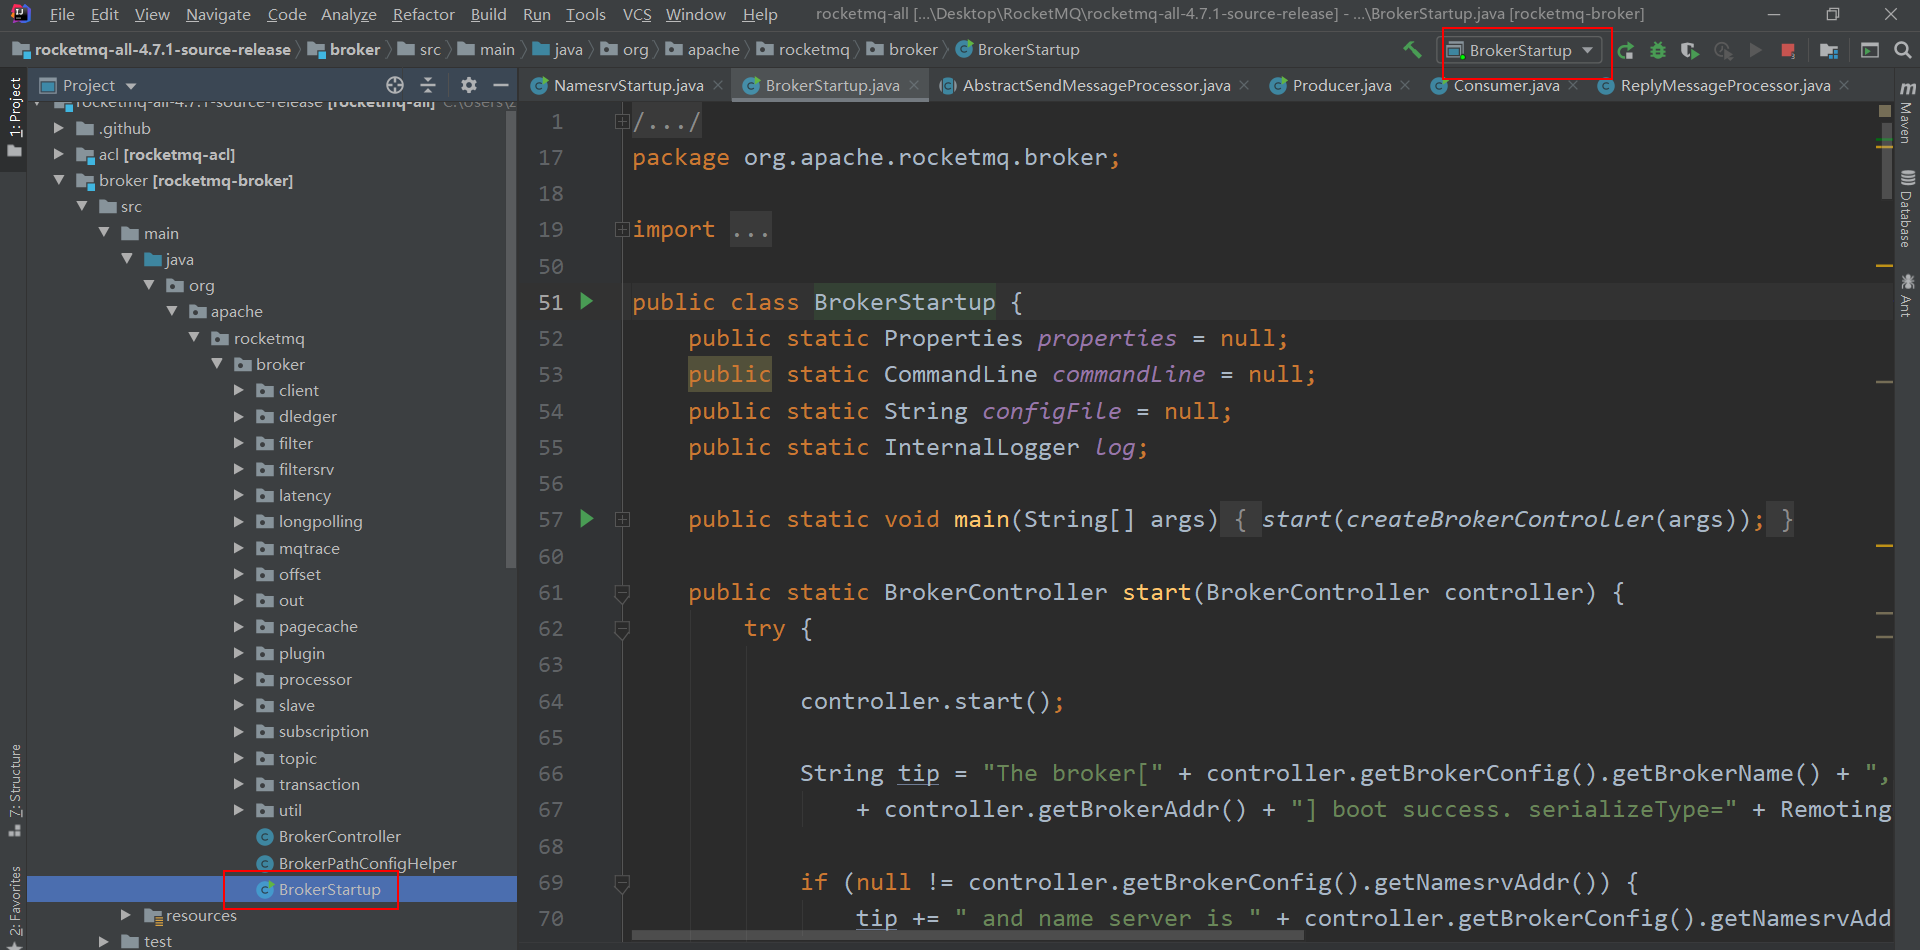 File Edit View Navigate Code Analyze Refactor Build Run Tools VCS Window Help rocketmq-all [...\Desktop\RocketMQ\rocketmq-all-4.7.1-source-release] - ...\BrokerStartup.java [rocketmq-broker]
rocketmq-all-4.7.1-source-release broker src main java org apache rocketmq broker BrokerStartup BrokerStartup
Project NamesrvStartup.java BrokerStartup.java AbstractSendMessageProcessor.java Producer.java Consumer.java ReplyMessageProcessor.java
1: Project
7: Structure
2: Favorites
rocketmq-all-4.7.1-source-release [rocketmq-all]
.github
acl [rocketmq-acl]
broker [rocketmq-broker]
src
main
java
org
apache
rocketmq
broker
client
dledger
filter
filtersrv
latency
longpolling
mqtrace
offset
out
pagecache
plugin
processor
slave
subscription
topic
transaction
util
BrokerController
BrokerPathConfigHelper
BrokerStartup
resources
test
1 /.../
17 package org.apache.rocketmq.broker;
18
19 import ...
50
51 public class BrokerStartup {
52 public static Properties properties = null;
53 public static CommandLine commandLine = null;
54 public static String configFile = null;
55 public static InternalLogger log;
56
57 public static void main(String[] args) { start(createBrokerController(args)); }
60
61 public static BrokerController start(BrokerController controller) {
62 try {
63
64 controller.start();
65
66 String tip = "The broker[" + controller.getBrokerConfig().getBrokerName() + ",
67 + controller.getBrokerAddr() + "] boot success. serializeType=" + Remoting
68
69 if (null != controller.getBrokerConfig().getNamesrvAddr()) {
70 tip += " and name server is " + controller.getBrokerConfig().getNamesrvAdd
Maven
Database
Ant